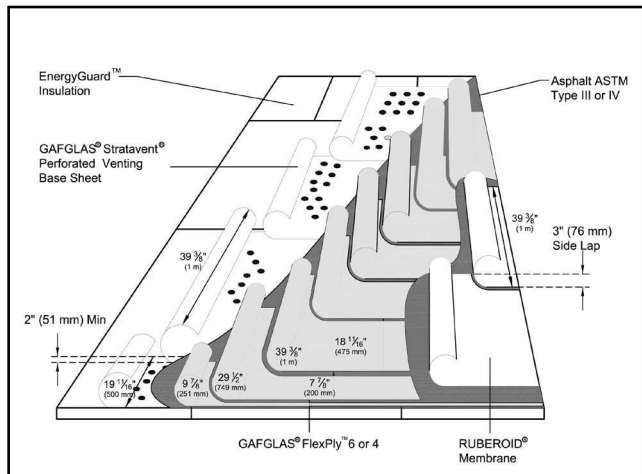 EnergyGuard™
Insulation
Asphalt ASTM
Type III or IV
GAFGLAS® Stratavent®
Perforated Venting
Base Sheet
39 3/8"
(1 m)
3" (76 mm)
Side Lap
39 3/8"
(1 m)
2" (51 mm) Min
18 11/16"
(475 mm)
19 11/16"
(500 mm)
9 7/8"
(251 mm)
29 1/2"
(749 mm)
39 3/8"
(1 m)
7 7/8"
(200 mm)
GAFGLAS® FlexPly™ 6 or 4
RUBEROID®
Membrane